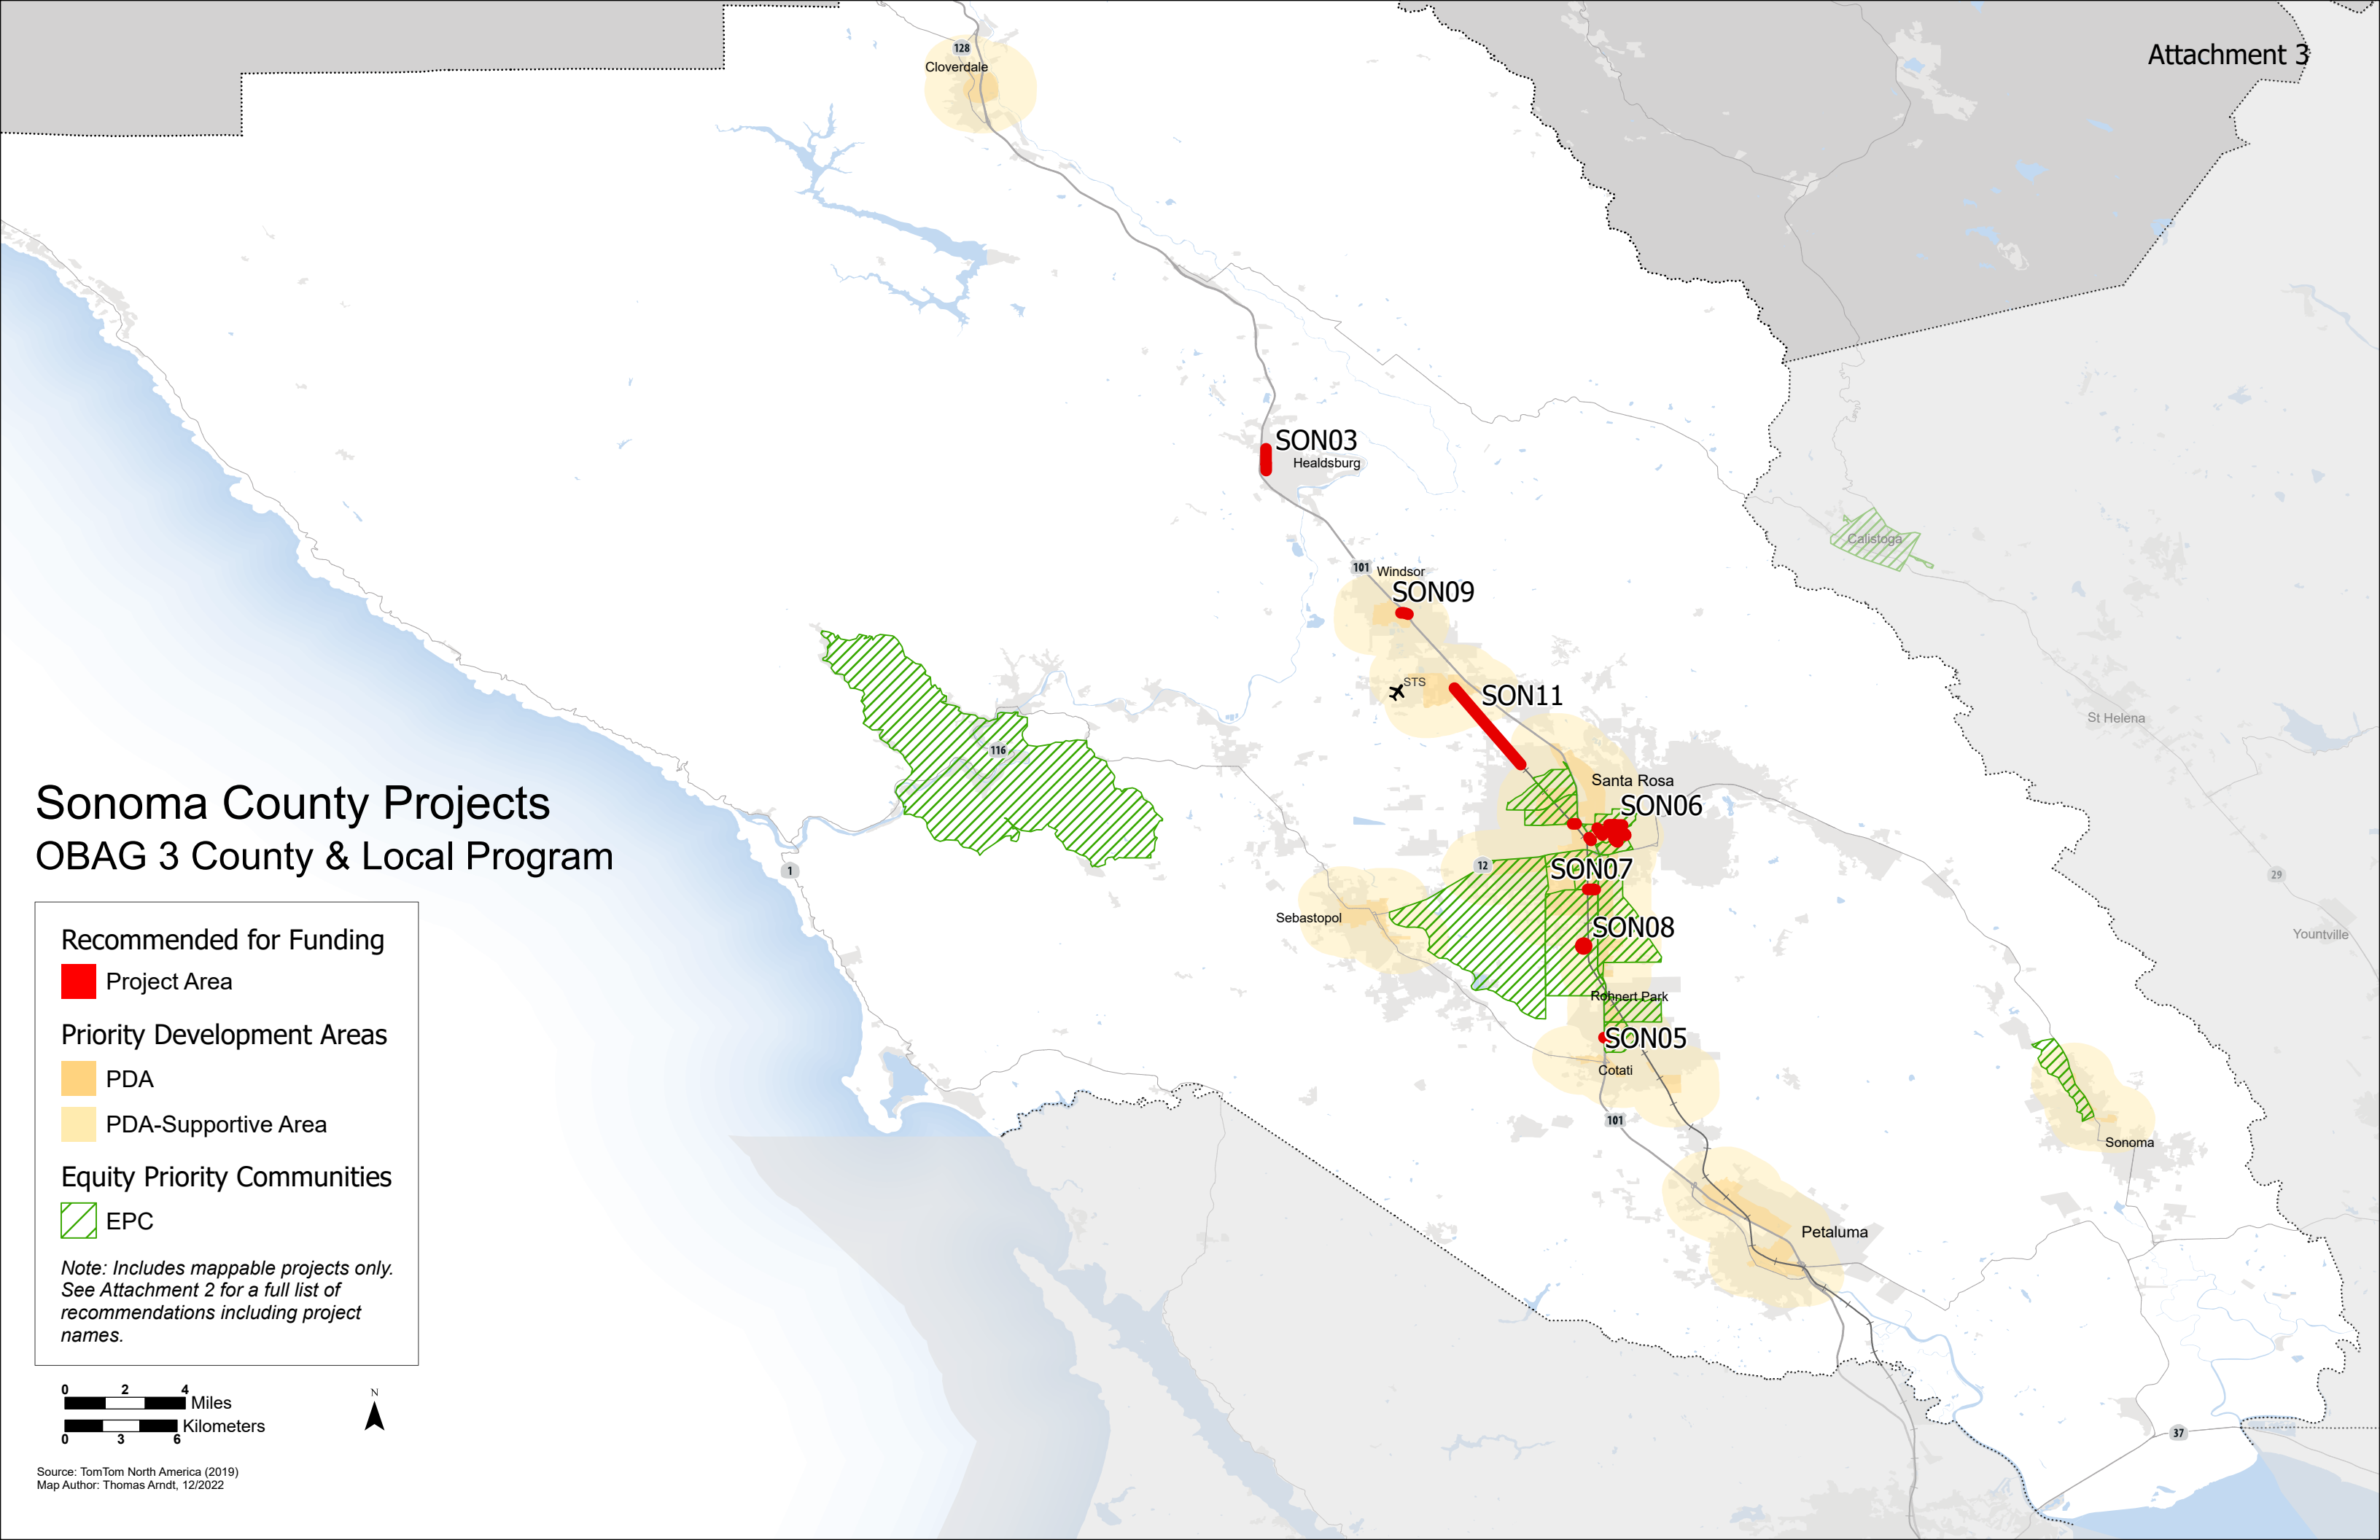 Attachment 3
128
Cloverdale
SON03
Healdsburg
101
Windsor
SON09
Calistoga
STS
SON11
116
St Helena
Santa Rosa
SON06
1
12
SON07
29
Sebastopol
SON08
Yountville
Rohnert Park
SON05
Cotati
101
Sonoma
Petaluma
37
Sonoma County Projects
OBAG 3 County & Local Program
Recommended for Funding
Project Area
Priority Development Areas
PDA
PDA-Supportive Area
Equity Priority Communities
EPC
Note: Includes mappable projects only.
See Attachment 2 for a full list of
recommendations including project
names.
0 2 4
Miles
Kilometers
0 3 6
N
Source: TomTom North America (2019)
Map Author: Thomas Arndt, 12/2022